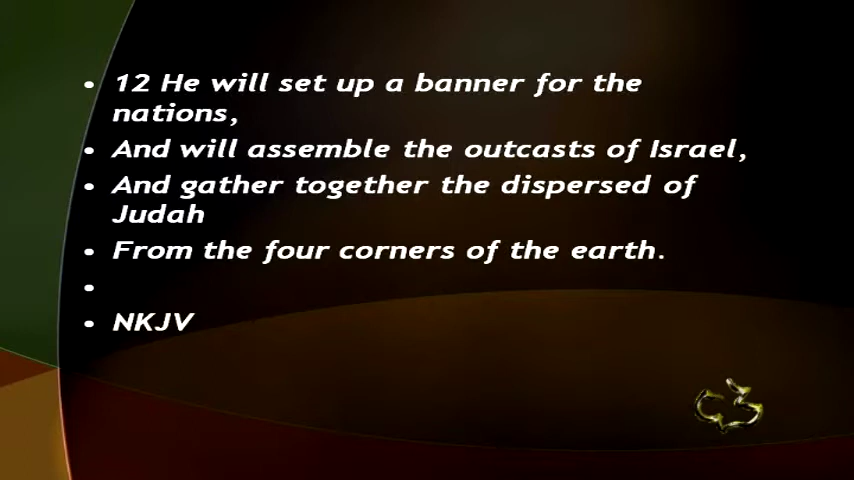 • 12 He will set up a banner for the
nations,
• And will assemble the outcasts of Israel,
• And gather together the dispersed of
Judah
• From the four corners of the earth.
•
• NKJV
C3